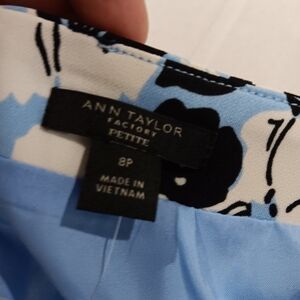 ANN TAYLOR
FACTORY
PETITE
8P
MADE IN
VIETNAM